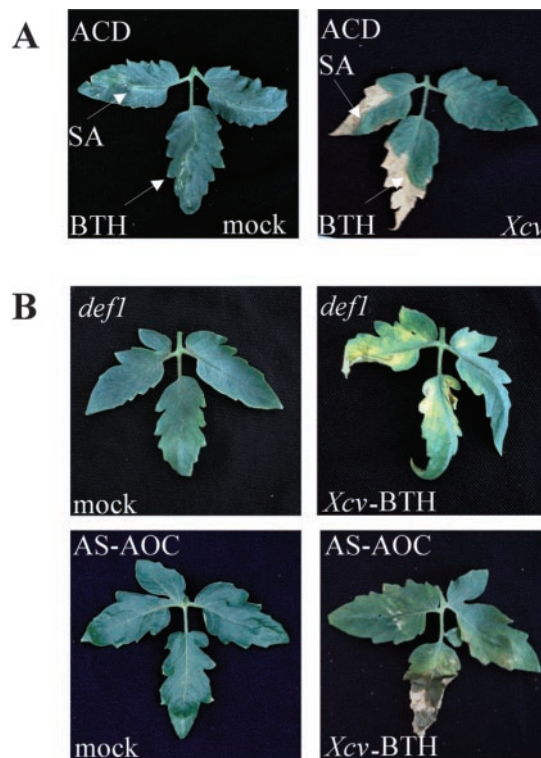 A
ACD
SA
BTH
mock
ACD
SA
BTH
Xcv
B
def1
mock
def1
Xcv-BTH
AS-AOC
mock
AS-AOC
Xcv-BTH